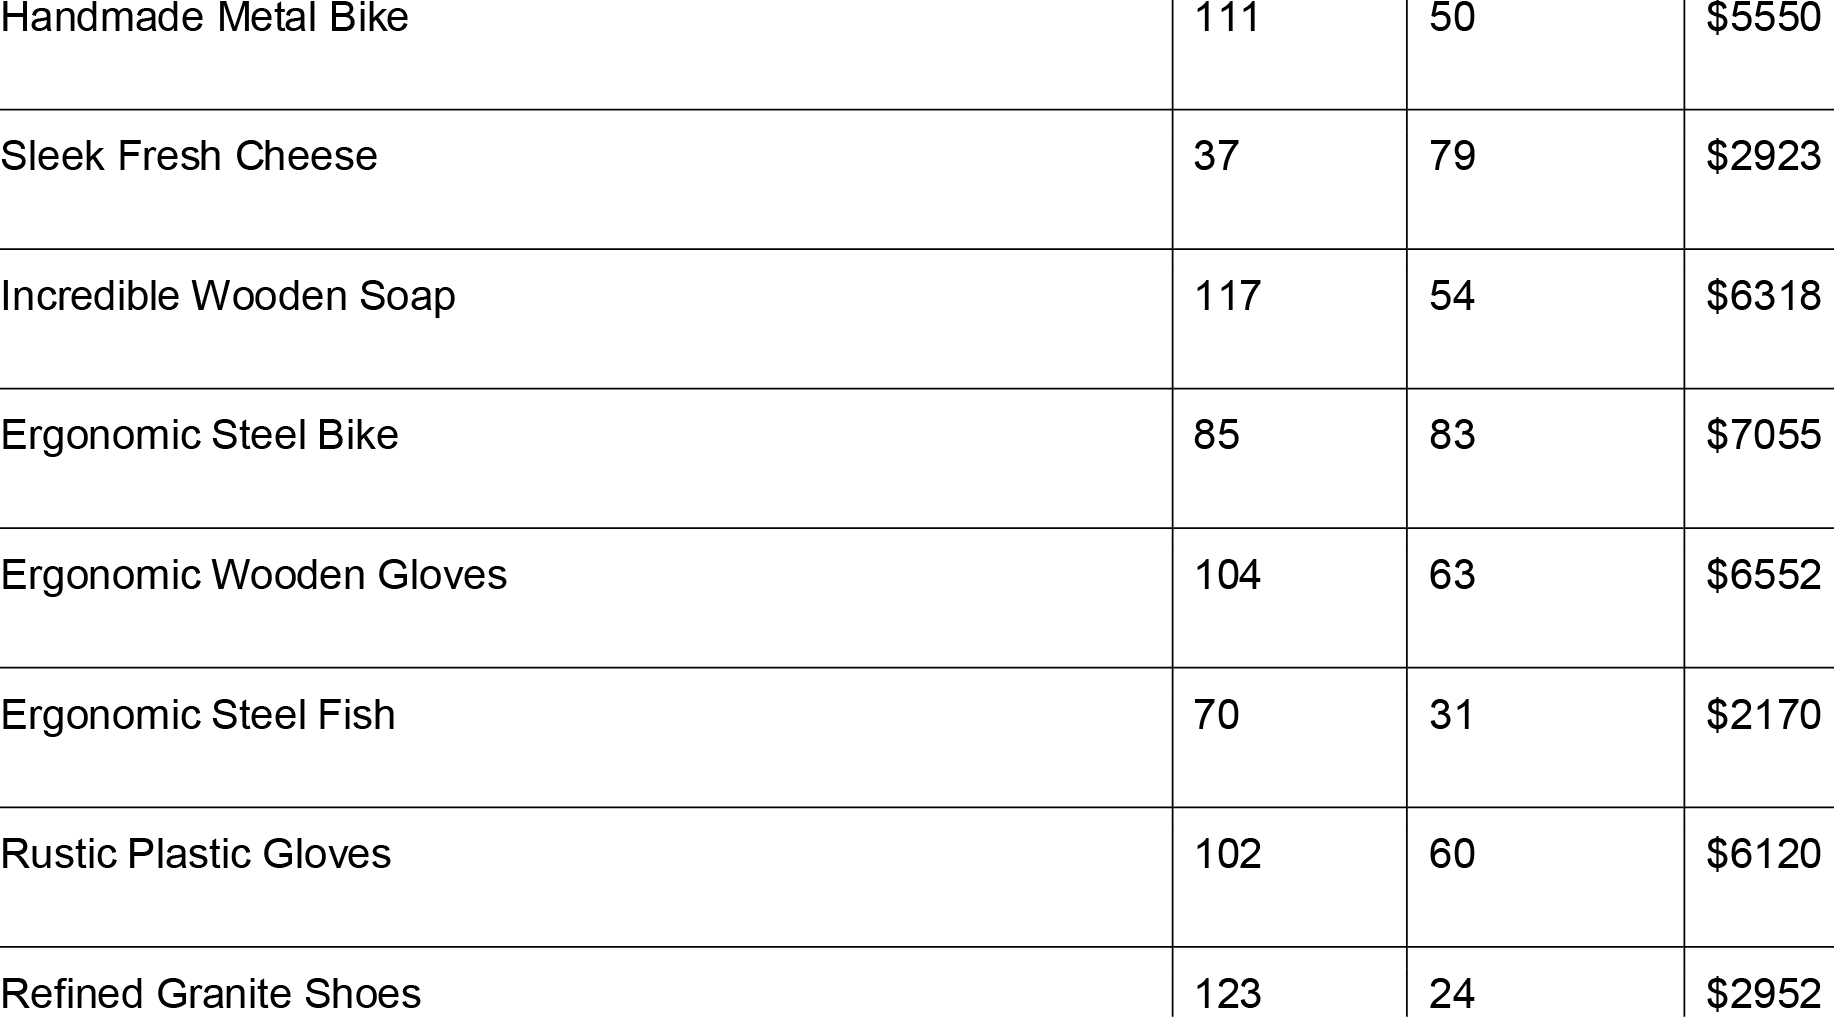 Handmade Metal Bike 111 50 $5550
Sleek Fresh Cheese 37 79 $2923
Incredible Wooden Soap 117 54 $6318
Ergonomic Steel Bike 85 83 $7055
Ergonomic Wooden Gloves 104 63 $6552
Ergonomic Steel Fish 70 31 $2170
Rustic Plastic Gloves 102 60 $6120
Refined Granite Shoes 123 24 $2952